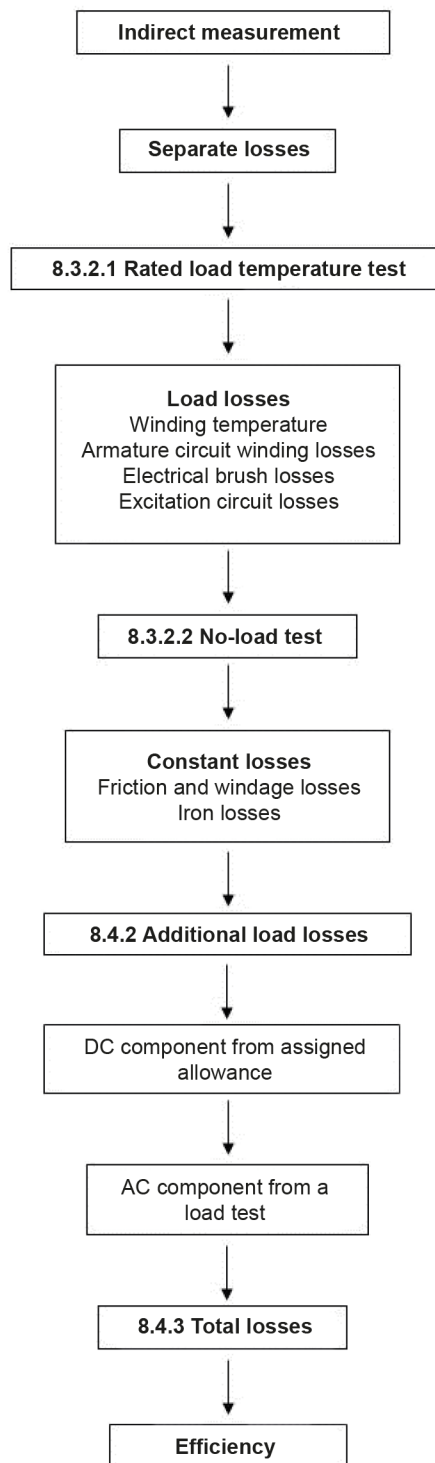 Indirect measurement
Separate losses
8.3.2.1 Rated load temperature test
Load losses
Winding temperature
Armature circuit winding losses
Electrical brush losses
Excitation circuit losses
8.3.2.2 No-load test
Constant losses
Friction and windage losses
Iron losses
8.4.2 Additional load losses
DC component from assigned
allowance
AC component from a
load test
8.4.3 Total losses
Efficiency